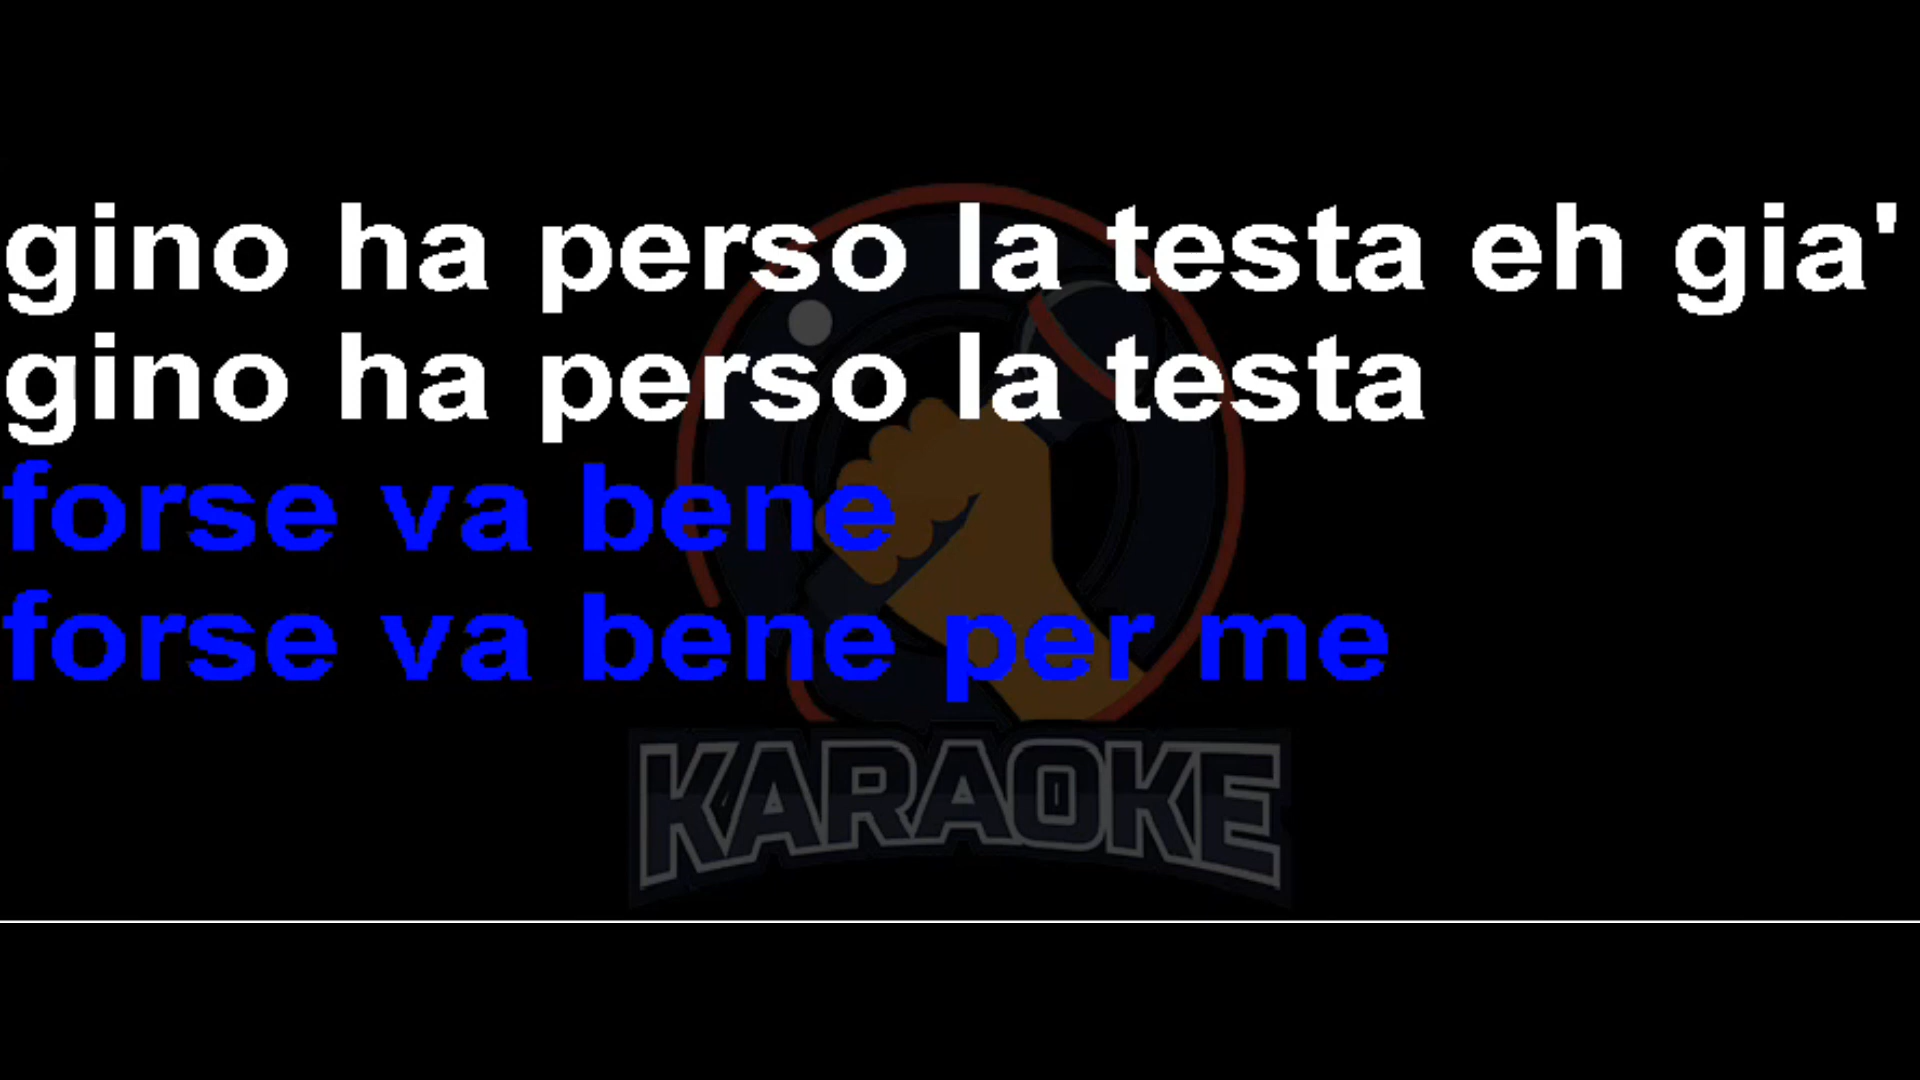 gino ha perso la testa eh gia'
gino ha perso la testa
forse va bene
forse va bene per me
KARAOKE